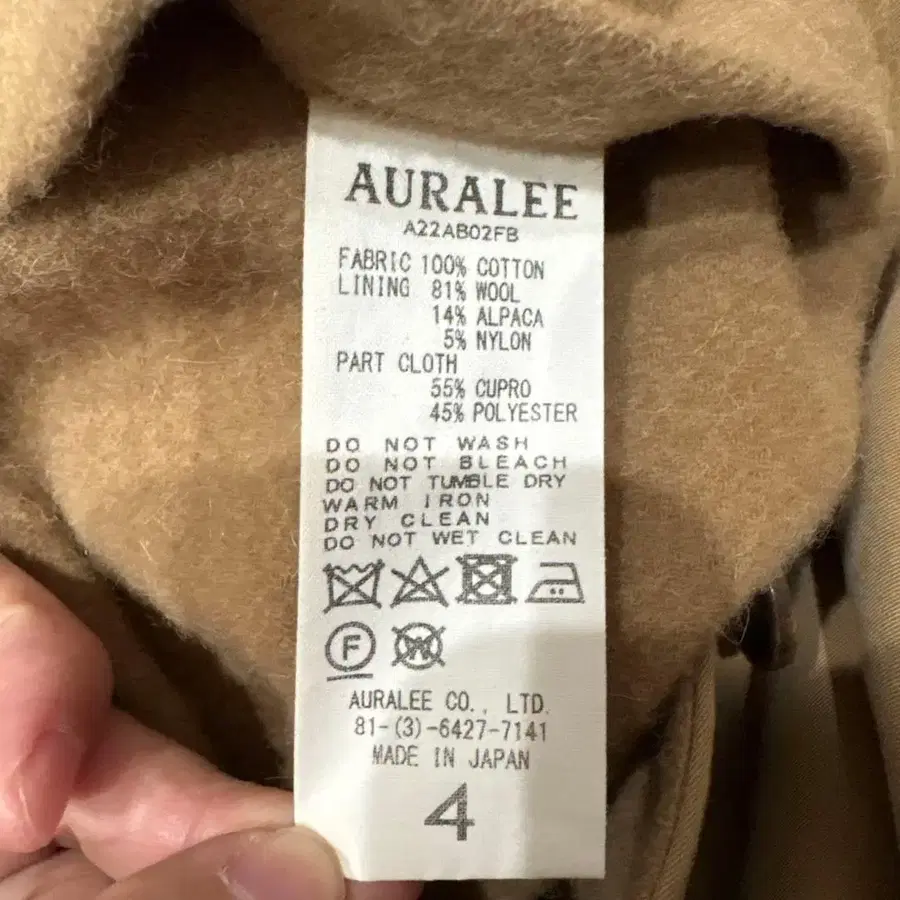 AURALEE
A22AB02FB
FABRIC 100% COTTON
LINING 81% WOOL
14% ALPACA
5% NYLON
PART CLOTH
55% CUPRO
45% POLYESTER
DO NOT WASH
DO NOT BLEACH
DO NOT TUMBLE DRY
WARM IRON
DRY CLEAN
DO NOT WET CLEAN
F W
AURALEE CO., LTD.
81-(3)-6427-7141
MADE IN JAPAN
4